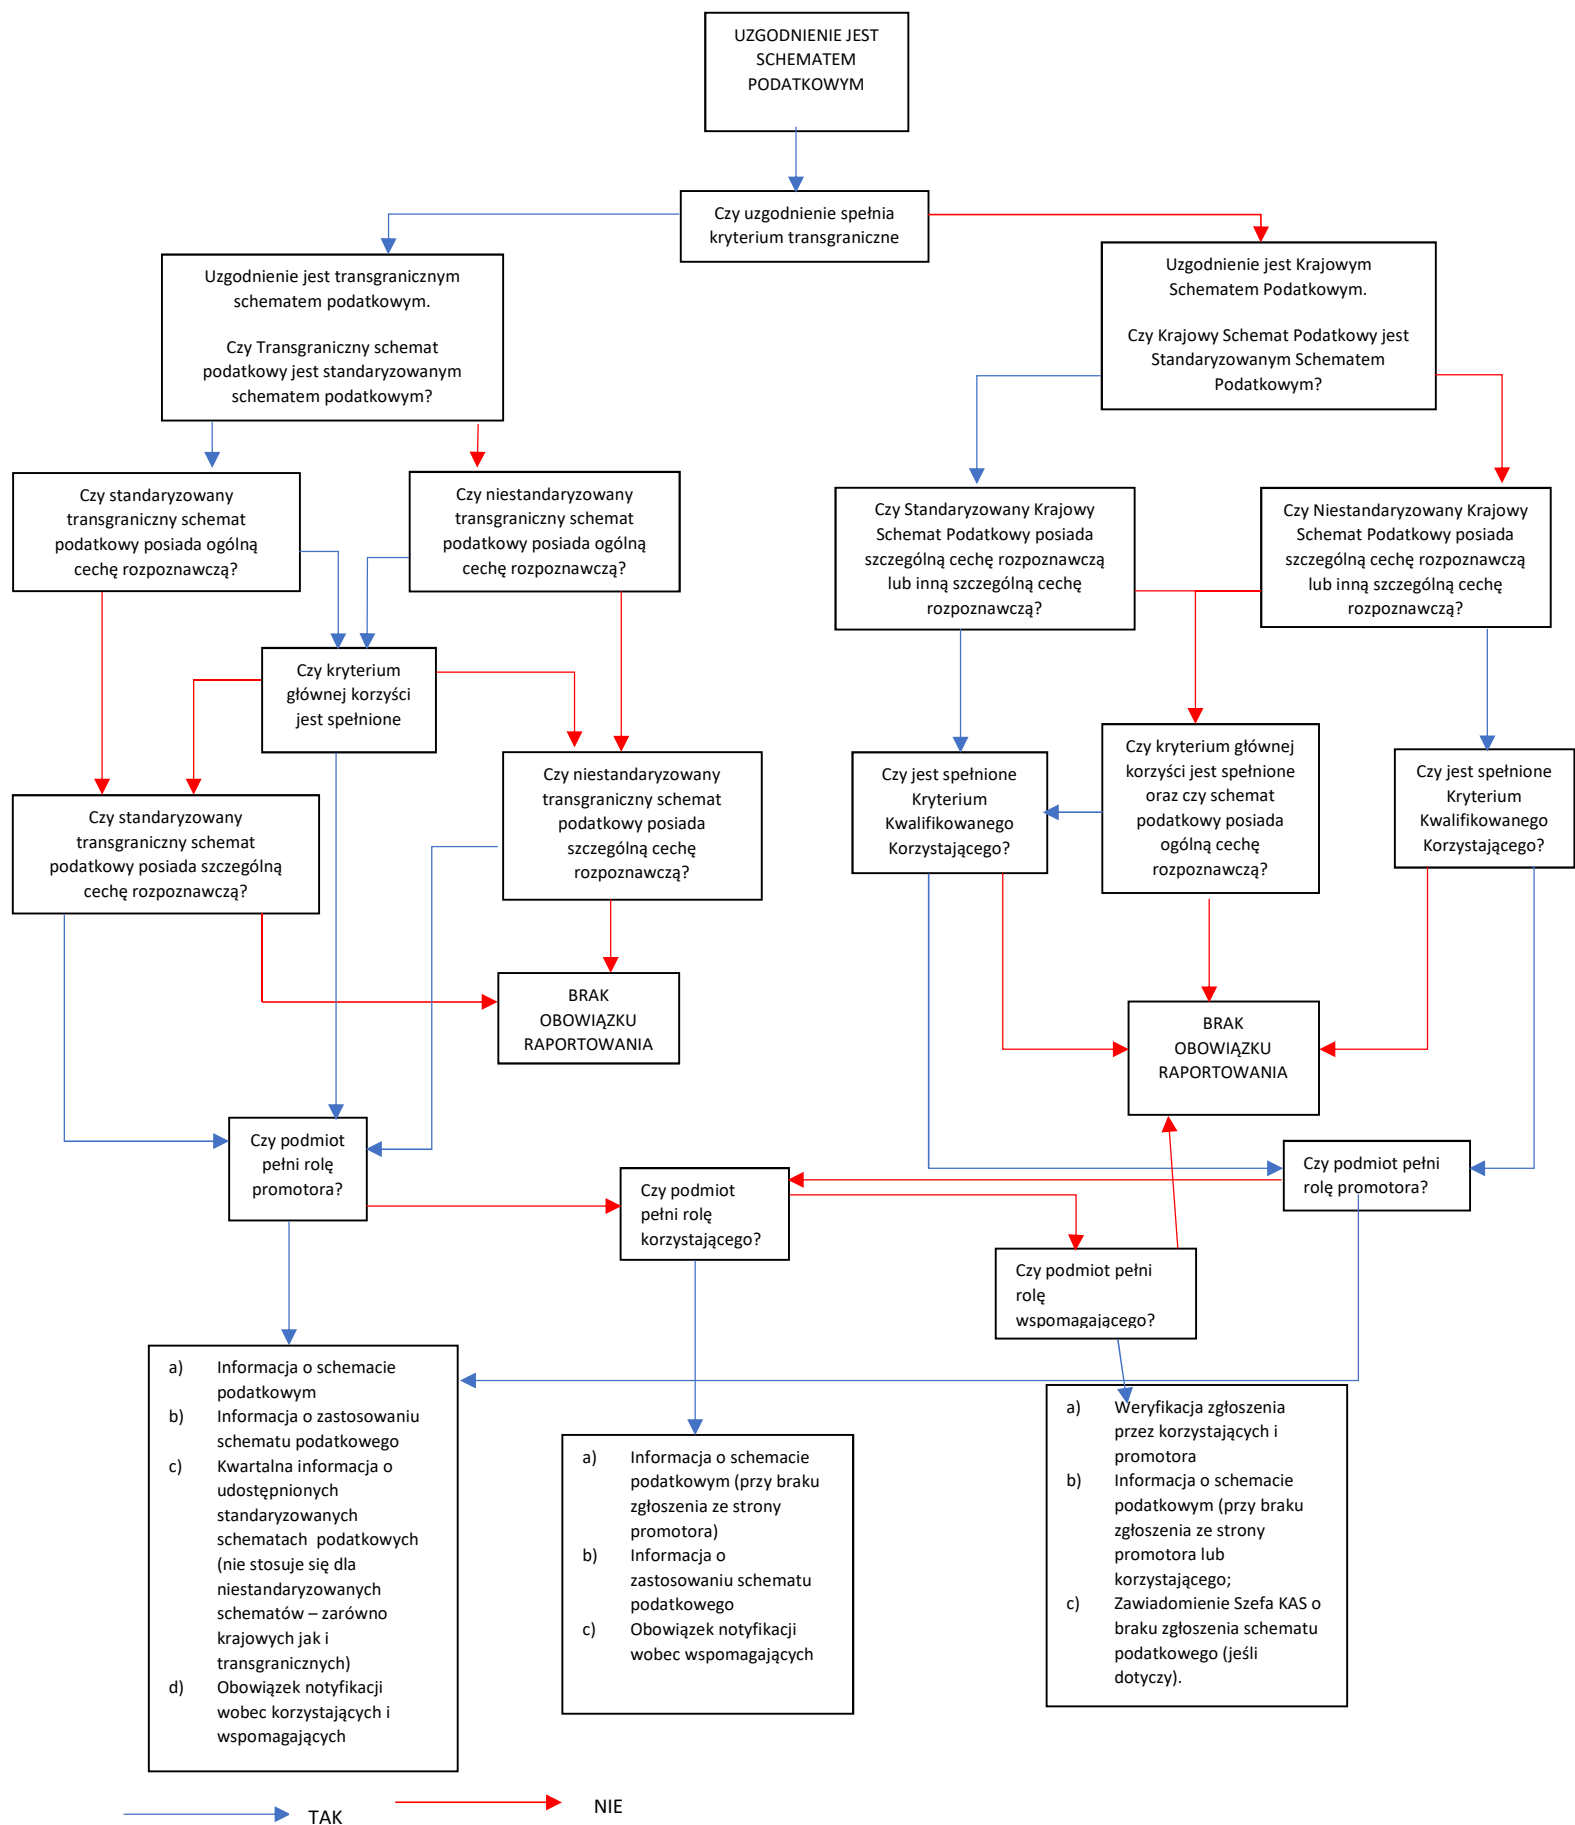 UZGODNIENIE JEST
SCHEMATEM
PODATKOWYM
Czy uzgodnienie spełnia
kryterium transgraniczne
Uzgodnienie jest transgranicznym
schematem podatkowym.
Czy Transgraniczny schemat
podatkowy jest standaryzowanym
schematem podatkowym?
Uzgodnienie jest Krajowym
Schematem Podatkowym.
Czy Krajowy Schemat Podatkowy jest
Standaryzowanym Schematem
Podatkowym?
Czy standaryzowany
transgraniczny schemat
podatkowy posiada ogólną
cechę rozpoznawczą?
Czy niestandaryzowany
transgraniczny schemat
podatkowy posiada ogólną
cechę rozpoznawczą?
Czy Standaryzowany Krajowy
Schemat Podatkowy posiada
szczególną cechę rozpoznawczą
lub inną szczególną cechę
rozpoznawczą?
Czy Niestandaryzowany Krajowy
Schemat Podatkowy posiada
szczególną cechę rozpoznawczą
lub inną szczególną cechę
rozpoznawczą?
Czy kryterium
głównej korzyści
jest spełnione
Czy standaryzowany
transgraniczny schemat
podatkowy posiada szczególną
cechę rozpoznawczą?
Czy niestandaryzowany
transgraniczny schemat
podatkowy posiada
szczególną cechę
rozpoznawczą?
Czy jest spełnione
Kryterium
Kwalifikowanego
Korzystającego?
Czy kryterium głównej
korzyści jest spełnione
oraz czy schemat
podatkowy posiada
ogólną cechę
rozpoznawczą?
Czy jest spełnione
Kryterium
Kwalifikowanego
Korzystającego?
BRAK
OBOWIĄZKU
RAPORTOWANIA
BRAK
OBOWIĄZKU
RAPORTOWANIA
Czy podmiot
pełni rolę
promotora?
Czy podmiot
pełni rolę
korzystającego?
Czy podmiot pełni
rolę promotora?
Czy podmiot pełni
rolę
wspomagającego?
a) Informacja o schemacie
podatkowym
b) Informacja o zastosowaniu
schematu podatkowego
c) Kwartalna informacja o
udostępnionych
standaryzowanych
schematach podatkowych
(nie stosuje się dla
niestandaryzowanych
schematów – zarówno
krajowych jak i
transgranicznych)
d) Obowiązek notyfikacji
wobec korzystających i
wspomagających
a) Informacja o schemacie
podatkowym (przy braku
zgłoszenia ze strony
promotora)
b) Informacja o
zastosowaniu schematu
podatkowego
c) Obowiązek notyfikacji
wobec wspomagających
a) Weryfikacja zgłoszenia
przez korzystających i
promotora
b) Informacja o schemacie
podatkowym (przy braku
zgłoszenia ze strony
promotora lub
korzystającego;
c) Zawiadomienie Szefa KAS o
braku zgłoszenia schematu
podatkowego (jeśli
dotyczy).
TAK
NIE